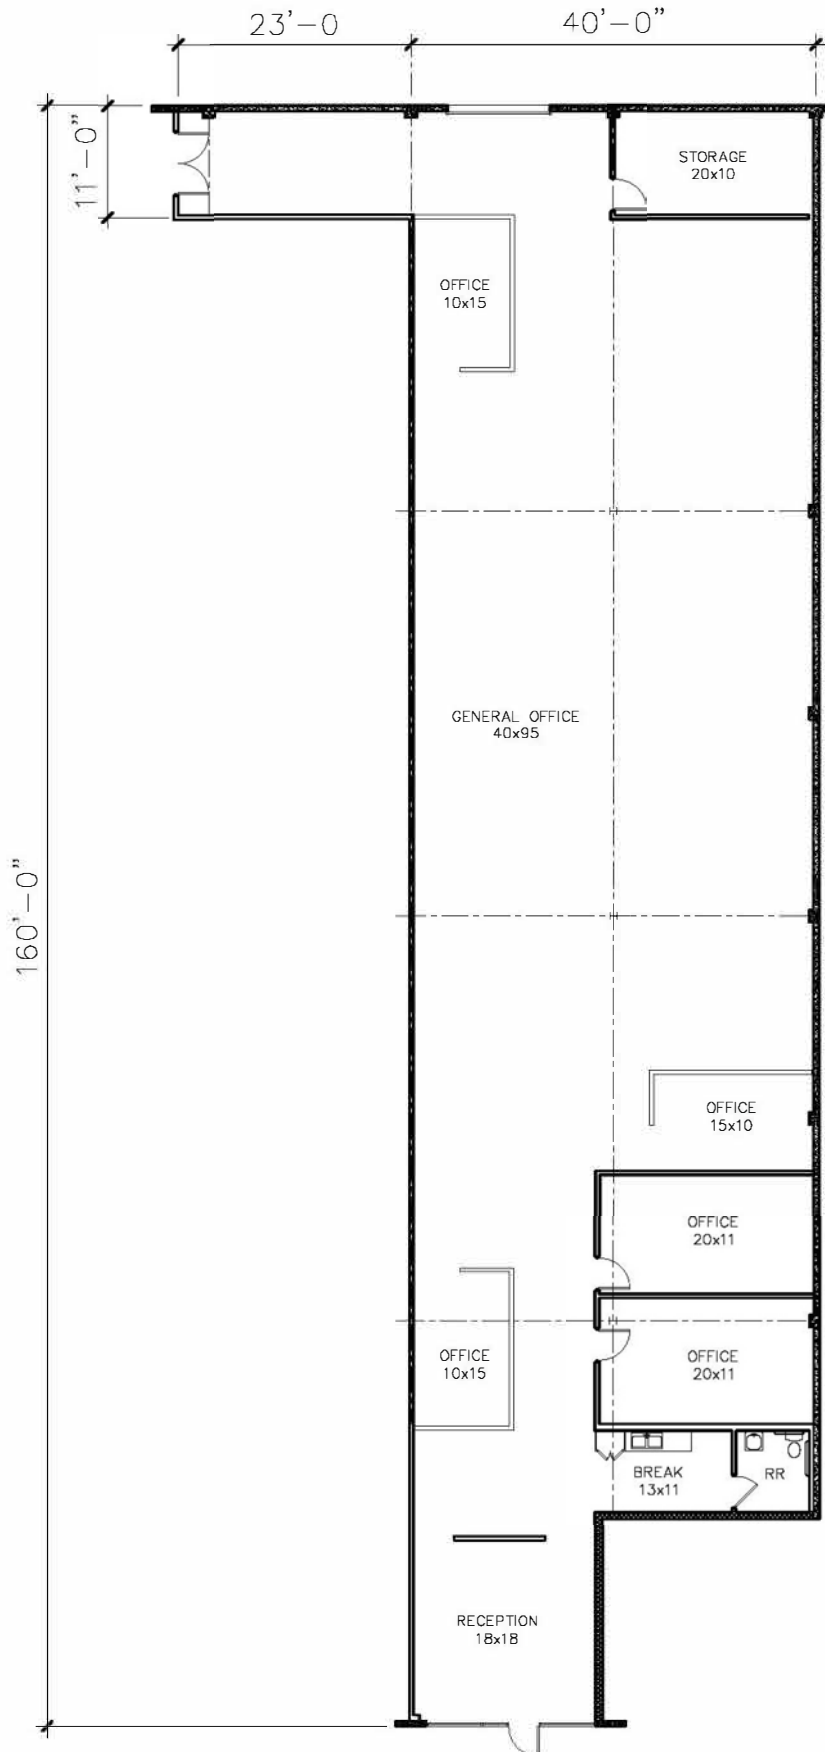 23'-0
40'-0"
11'-0"
STORAGE
20x10
OFFICE
10x15
GENERAL OFFICE
40x95
160'-0"
OFFICE
15x10
OFFICE
20x11
OFFICE
10x15
OFFICE
20x11
BREAK
13x11
RR
RECEPTION
18x18